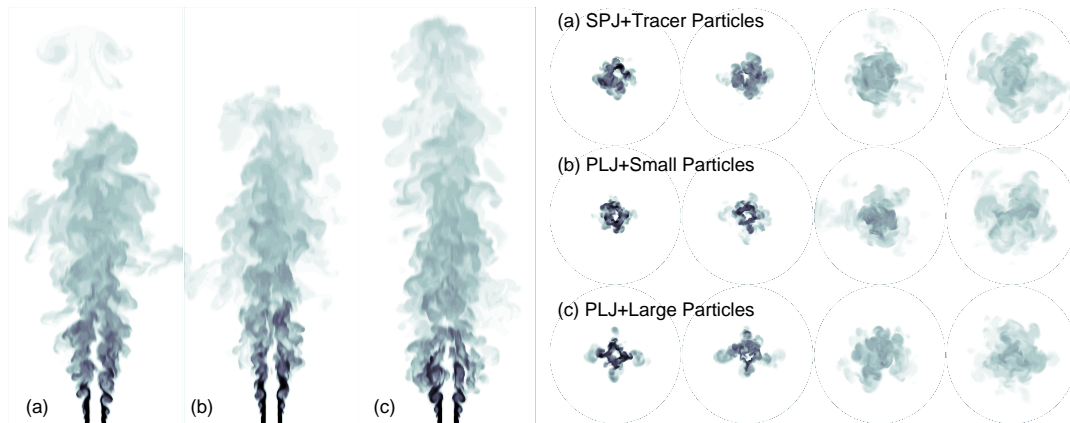 (a)
(b)
(c)
(a) SPJ+Tracer Particles
(b) PLJ+Small Particles
(c) PLJ+Large Particles